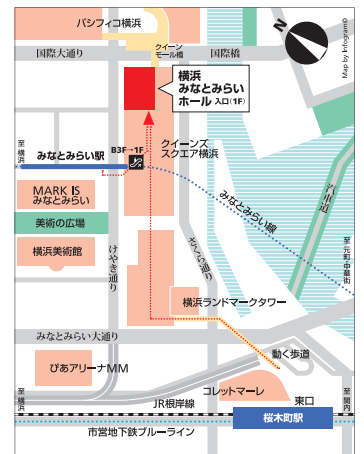 パシフィコ横浜
N
Map by Infogram©
国際大通り
クイーン
モール橋
国際橋
横浜
みなとみらい
ホール 入口(1F)
至横浜
みなとみらい駅
B3F→1F
クイーンズ
スクエア横浜
MARK IS
みなとみらい
美術の広場
横浜美術館
けやき通り
さくら通り
みなとみらい線
汽車道
至元町・中華街
横浜ランドマークタワー
みなとみらい大通り
動く歩道
ぴあアリーナMM
コレットマーレ
至横浜
JR根岸線
東口
桜木町駅
至関内
市営地下鉄ブルーライン